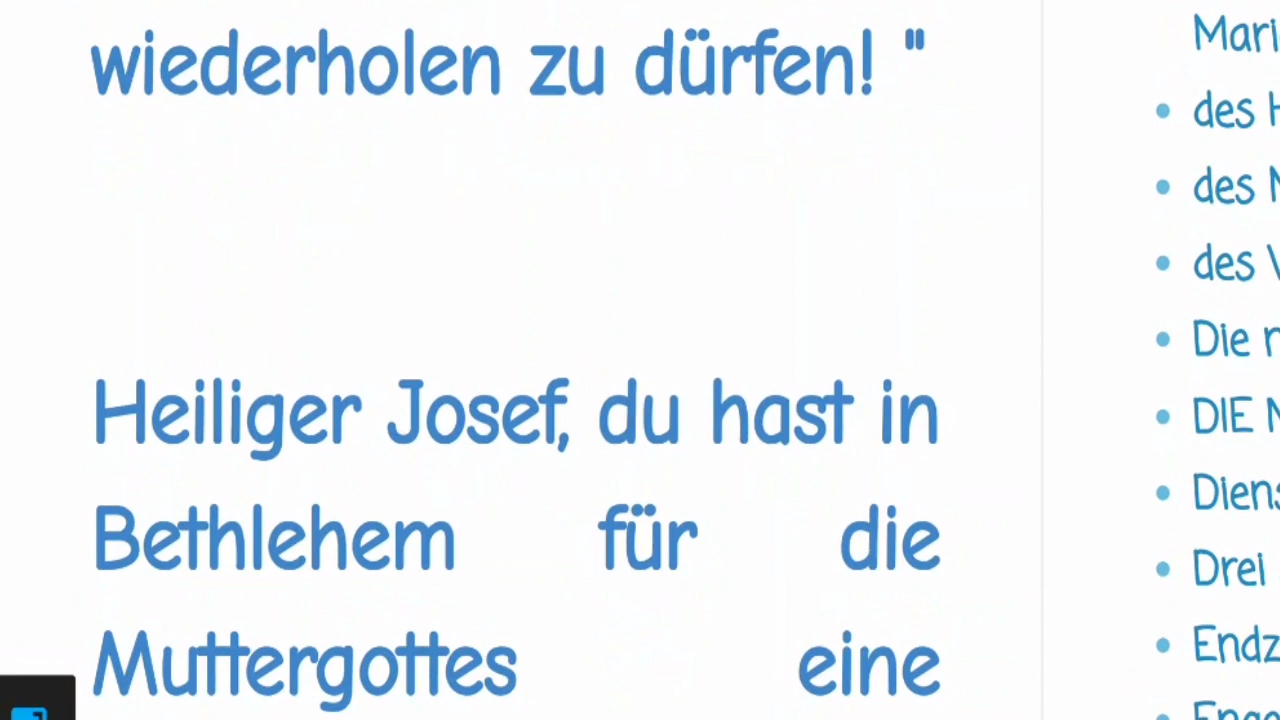 wiederholen zu dürfen! "
Heiliger Josef, du hast in
Bethlehem für die
Muttergottes eine
des
des
des
Die
DIE
Drei